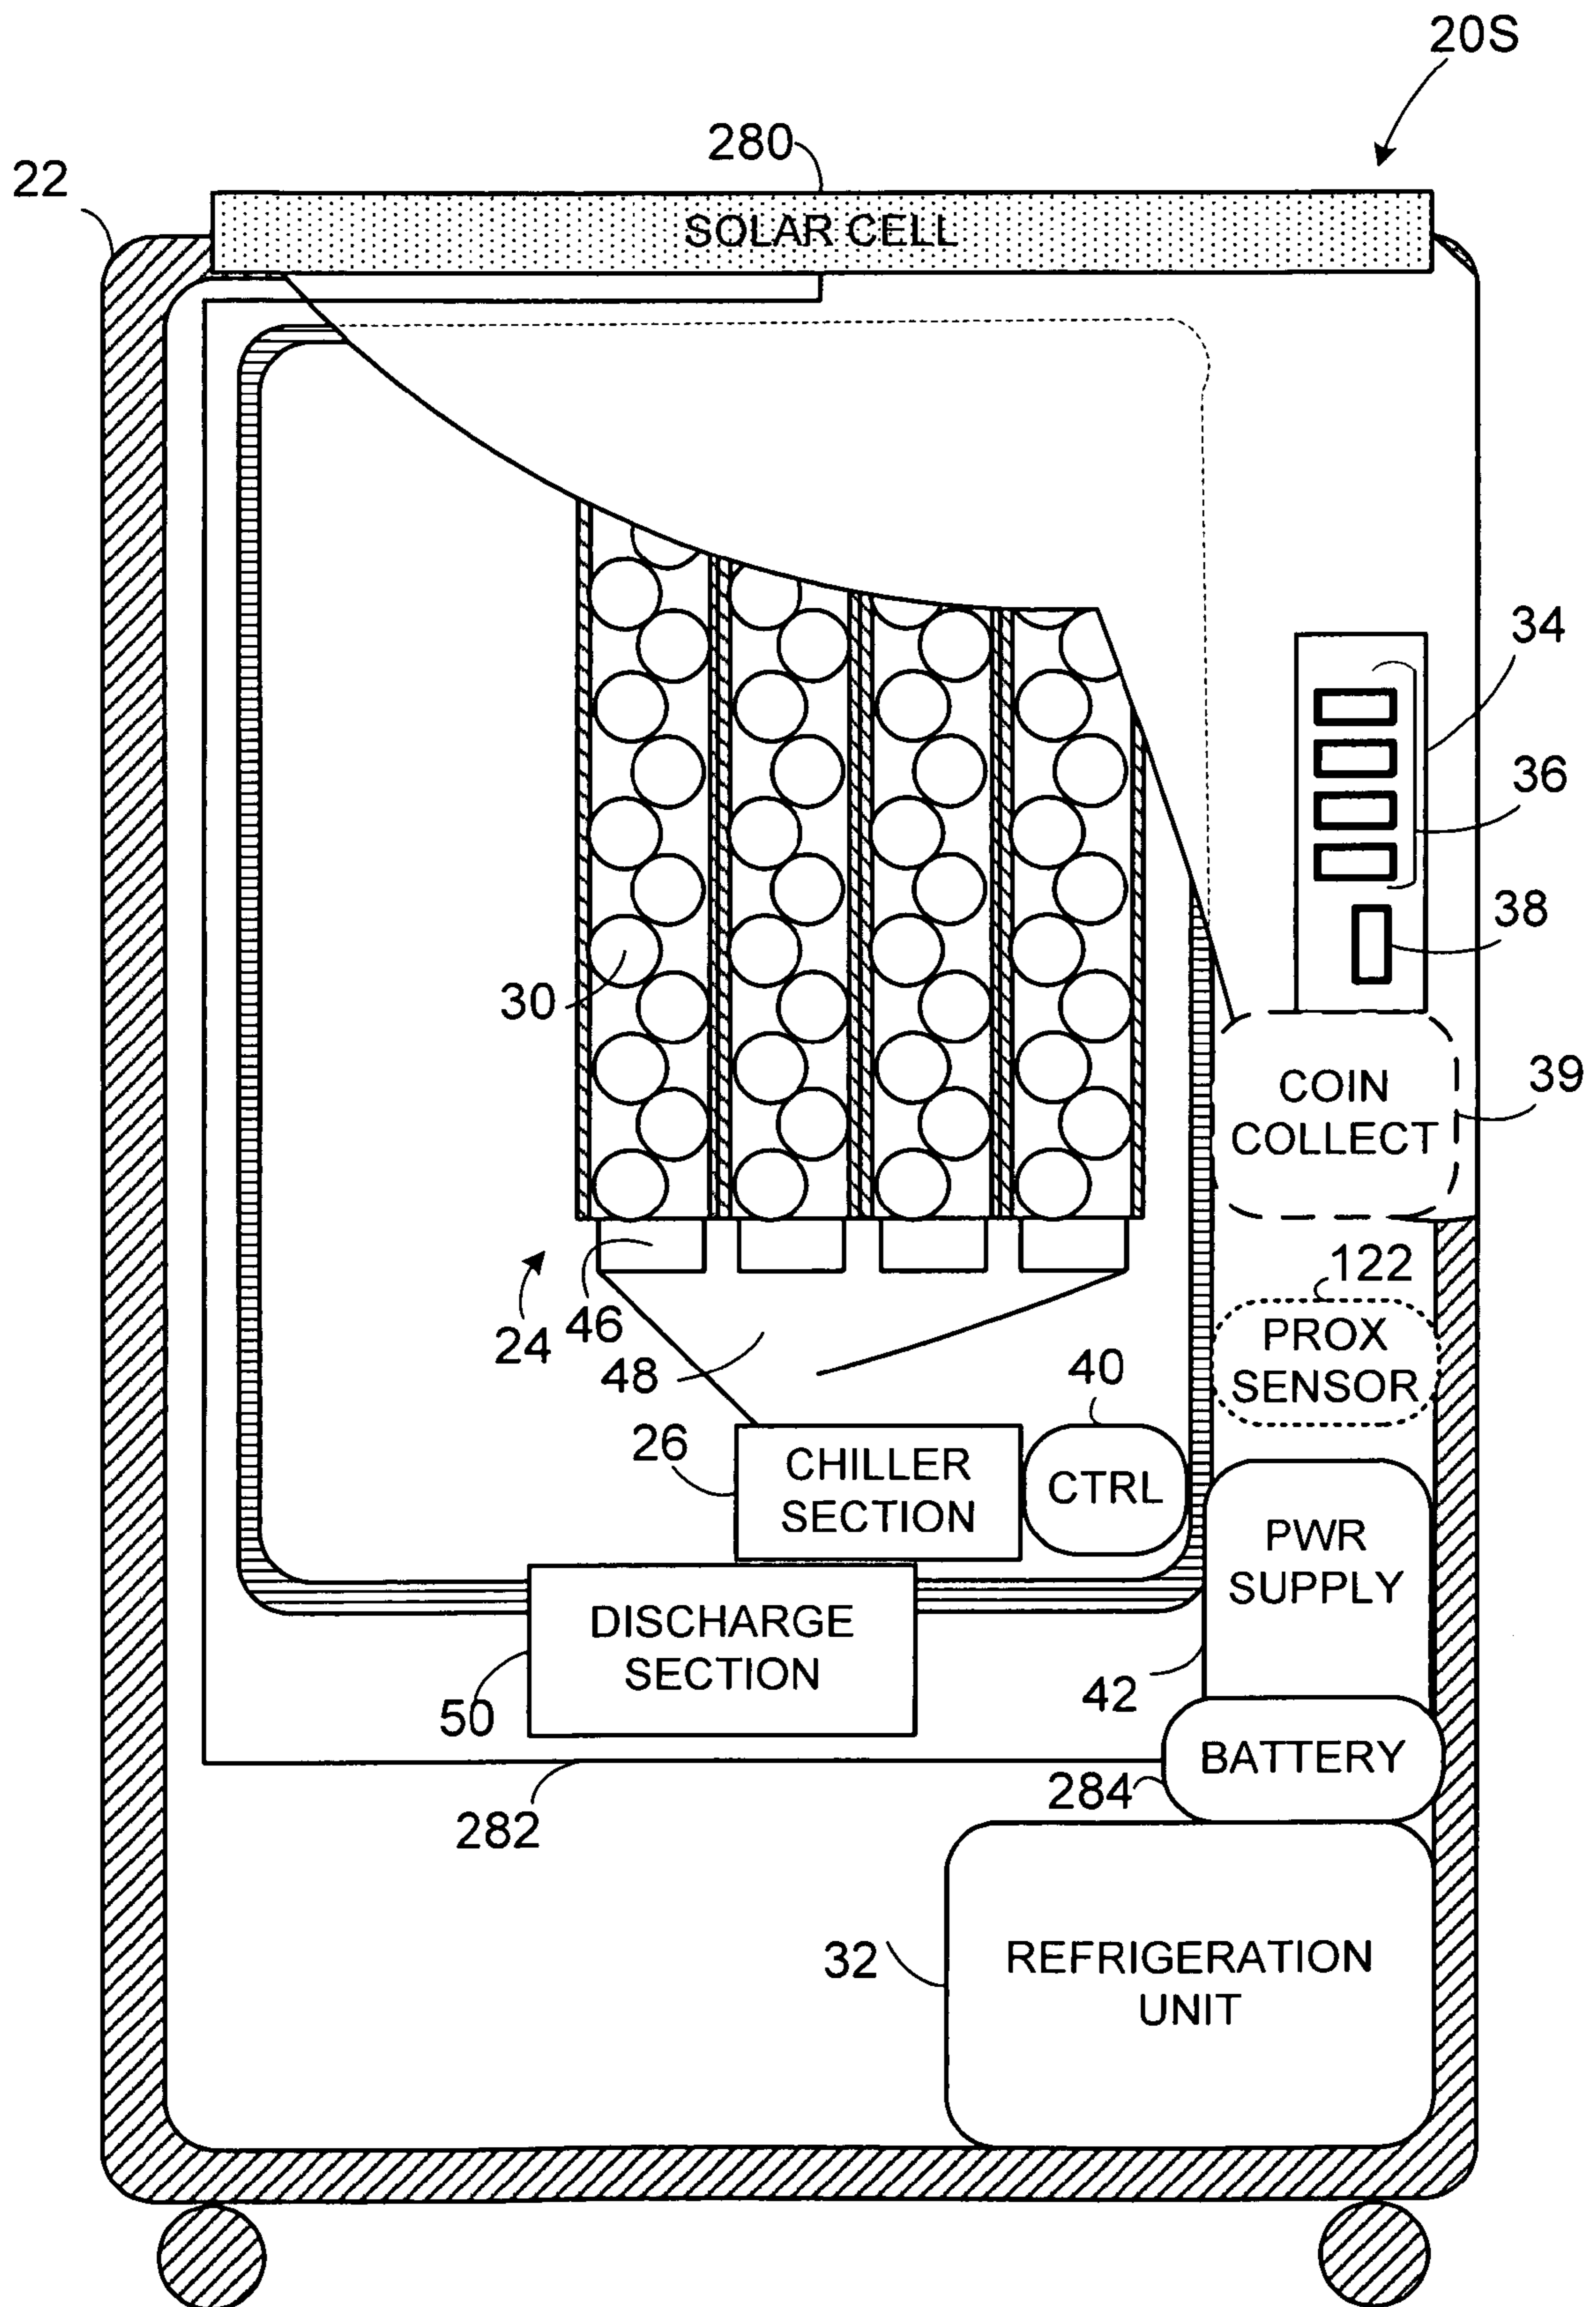 20S
280
22
SOLAR CELL
34
36
38
30
COIN
COLLECT
39
122
PROX
SENSOR
24
46
48
40
26
CHILLER
SECTION
CTRL
PWR
SUPPLY
DISCHARGE
SECTION
42
50
BATTERY
284
282
32
REFRIGERATION
UNIT